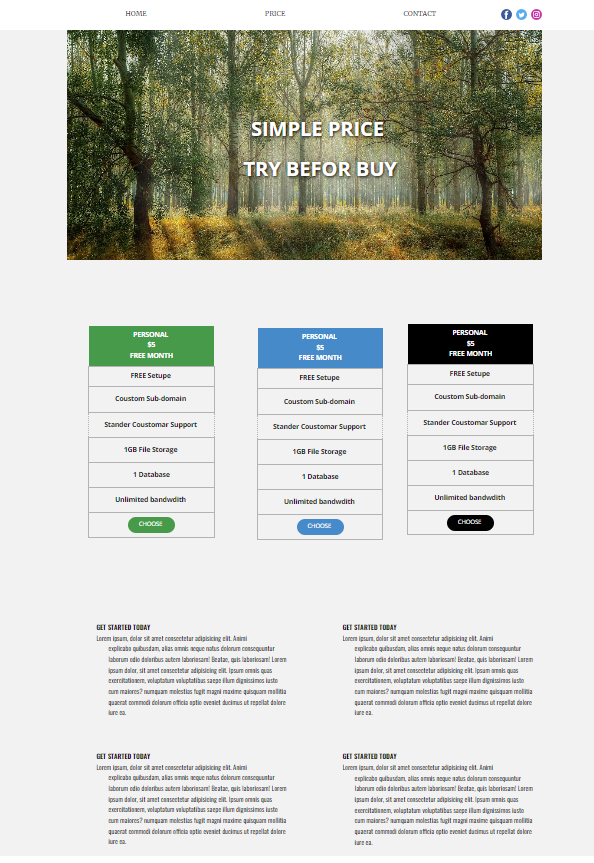 HOME PRICE CONTACT
SIMPLE PRICE
TRY BEFOR BUY
PERSONAL
$5
FREE MONTH
FREE Setupe
Coustom Sub-domain
Stander Coustomar Support
1GB File Storage
1 Database
Unlimited bandwdith
CHOOSE
PERSONAL
$5
FREE MONTH
FREE Setupe
Coustom Sub-domain
Stander Coustomar Support
1GB File Storage
1 Database
Unlimited bandwdith
CHOOSE
PERSONAL
$5
FREE MONTH
FREE Setupe
Coustom Sub-domain
Stander Coustomar Support
1GB File Storage
1 Database
Unlimited bandwdith
CHOOSE
GET STARTED TODAY
Lorem ipsum, dolor sit amet consectetur adipisicing elit. Animi
explicabo quibusdam, alias omnis neque natus dolorum consequuntur
laborum odio doloribus autem laboriosam! Beatae, quis laboriosam! Lorem
ipsum dolor, sit amet consectetur adipisicing elit. Ipsum omnis quas
exercitationem, voluptatum voluptatibus saepe illum dignissimos iusto
cum maiores? numquam molestias fugit magni maxime quisquam mollitia
quaerat commodi dolorum officia optio eveniet ducimus ut repellat dolore
iure ea.
GET STARTED TODAY
Lorem ipsum, dolor sit amet consectetur adipisicing elit. Animi
explicabo quibusdam, alias omnis neque natus dolorum consequuntur
laborum odio doloribus autem laboriosam! Beatae, quis laboriosam! Lorem
ipsum dolor, sit amet consectetur adipisicing elit. Ipsum omnis quas
exercitationem, voluptatum voluptatibus saepe illum dignissimos iusto
cum maiores? numquam molestias fugit magni maxime quisquam mollitia
quaerat commodi dolorum officia optio eveniet ducimus ut repellat dolore
iure ea.
GET STARTED TODAY
Lorem ipsum, dolor sit amet consectetur adipisicing elit. Animi
explicabo quibusdam, alias omnis neque natus dolorum consequuntur
laborum odio doloribus autem laboriosam! Beatae, quis laboriosam! Lorem
ipsum dolor, sit amet consectetur adipisicing elit. Ipsum omnis quas
exercitationem, voluptatum voluptatibus saepe illum dignissimos iusto
cum maiores? numquam molestias fugit magni maxime quisquam mollitia
quaerat commodi dolorum officia optio eveniet ducimus ut repellat dolore
iure ea.
GET STARTED TODAY
Lorem ipsum, dolor sit amet consectetur adipisicing elit. Animi
explicabo quibusdam, alias omnis neque natus dolorum consequuntur
laborum odio doloribus autem laboriosam! Beatae, quis laboriosam! Lorem
ipsum dolor, sit amet consectetur adipisicing elit. Ipsum omnis quas
exercitationem, voluptatum voluptatibus saepe illum dignissimos iusto
cum maiores? numquam molestias fugit magni maxime quisquam mollitia
quaerat commodi dolorum officia optio eveniet ducimus ut repellat dolore
iure ea.